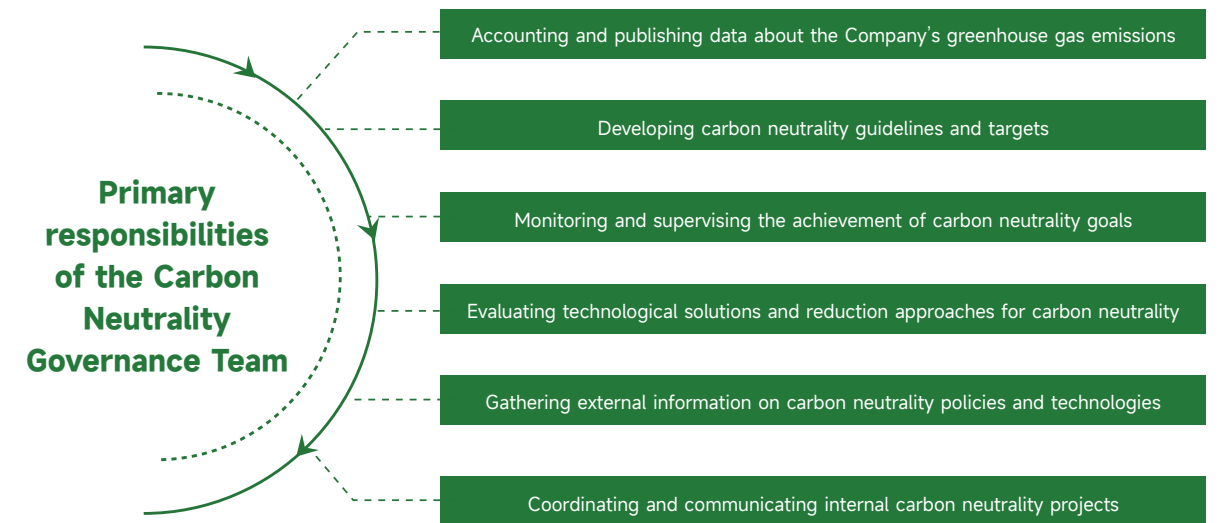 Primary
responsibilities
of the Carbon
Neutrality
Governance Team
Accounting and publishing data about the Company's greenhouse gas emissions
Developing carbon neutrality guidelines and targets
Monitoring and supervising the achievement of carbon neutrality goals
Evaluating technological solutions and reduction approaches for carbon neutrality
Gathering external information on carbon neutrality policies and technologies
Coordinating and communicating internal carbon neutrality projects